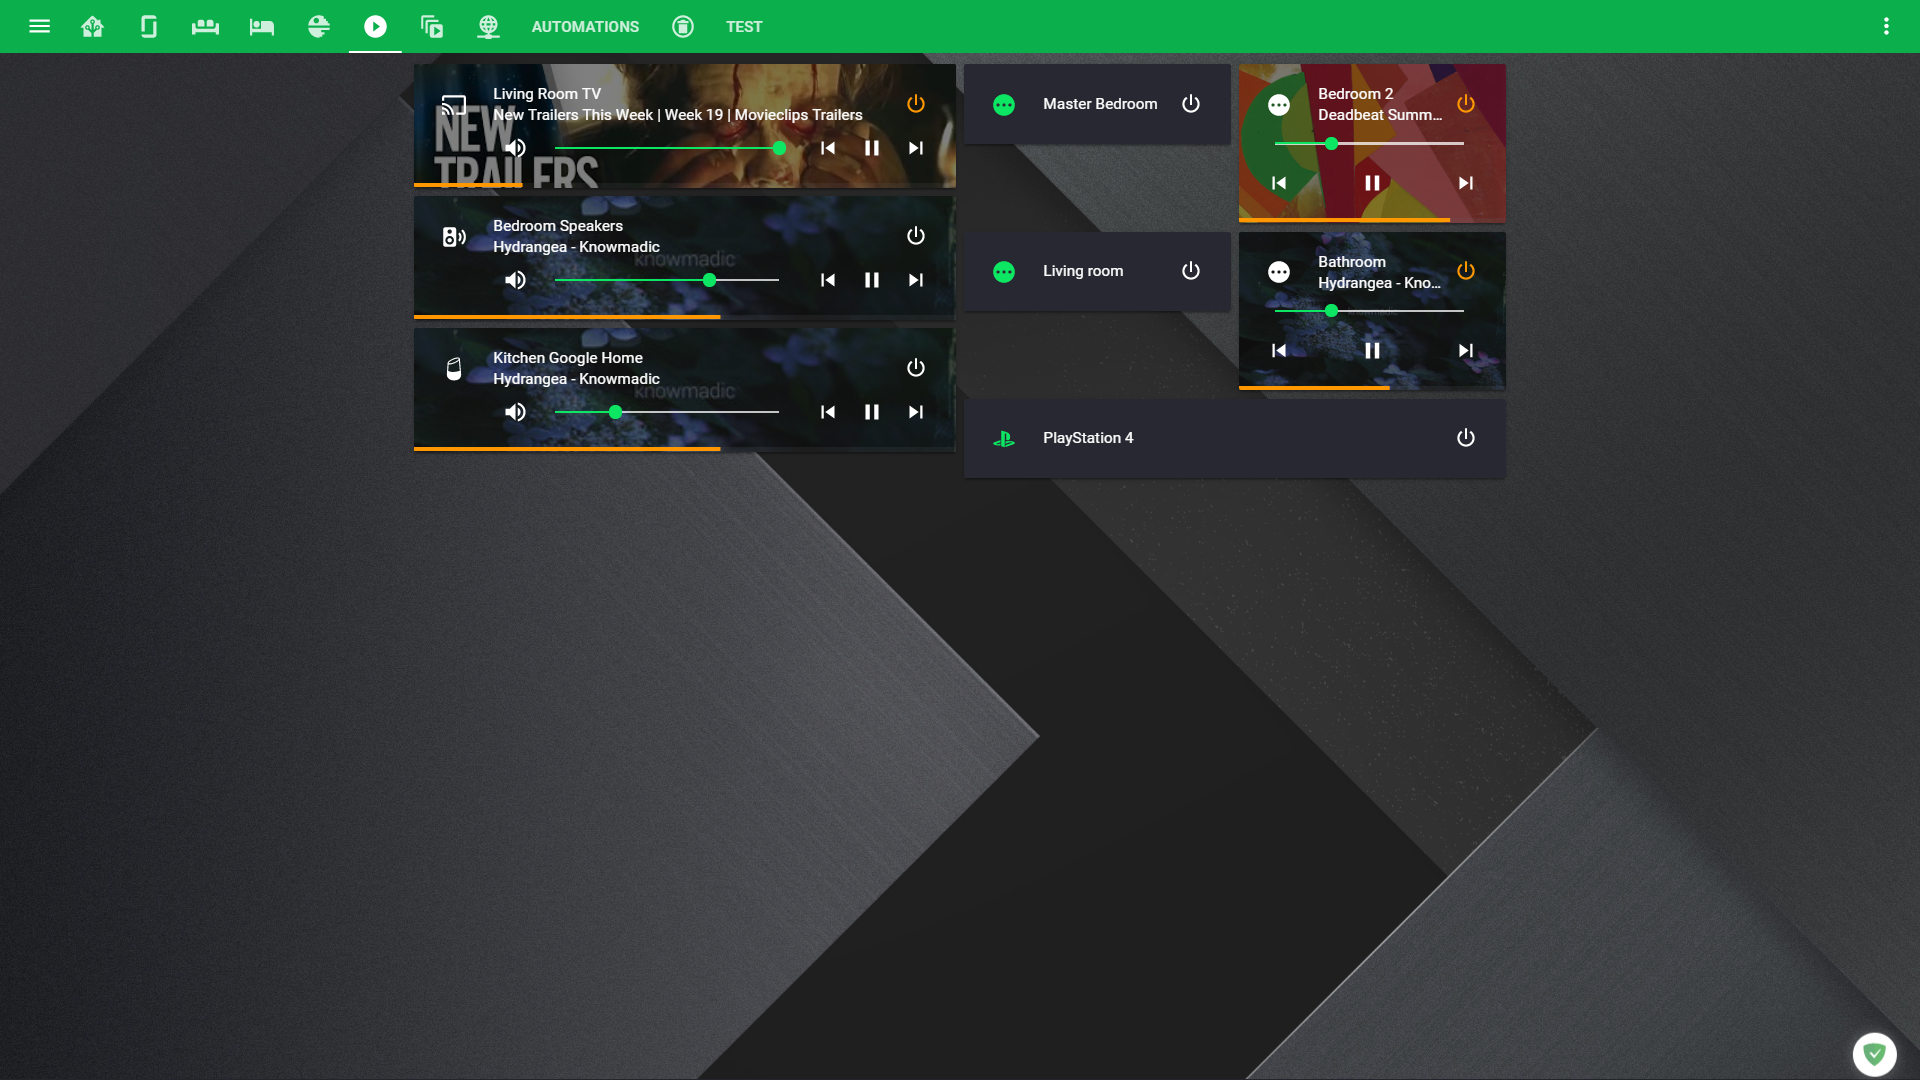 AUTOMATIONS
TEST
Living Room TV
New Trailers This Week | Week 19 | Movieclips Trailers
NEW
TRAILERS
Bedroom Speakers
Hydrangea - Knowmadic
knowmadic
Kitchen Google Home
Hydrangea - Knowmadic
knowmadic
Master Bedroom
Bedroom 2
Deadbeat Summ...
Living room
Bathroom
Hydrangea - Kno...
knowmadic
PlayStation 4